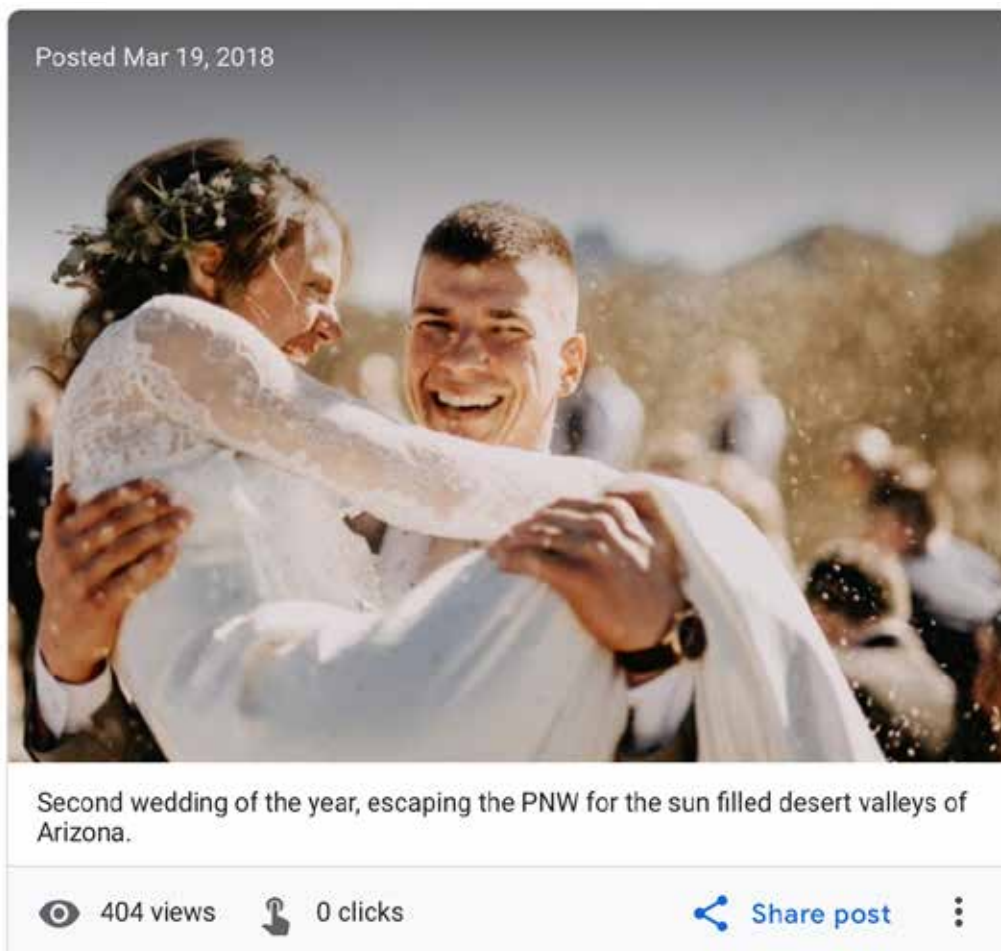 Posted Mar 19, 2018
Second wedding of the year, escaping the PNW for the sun filled desert valleys of
Arizona.
404 views 0 clicks Share post